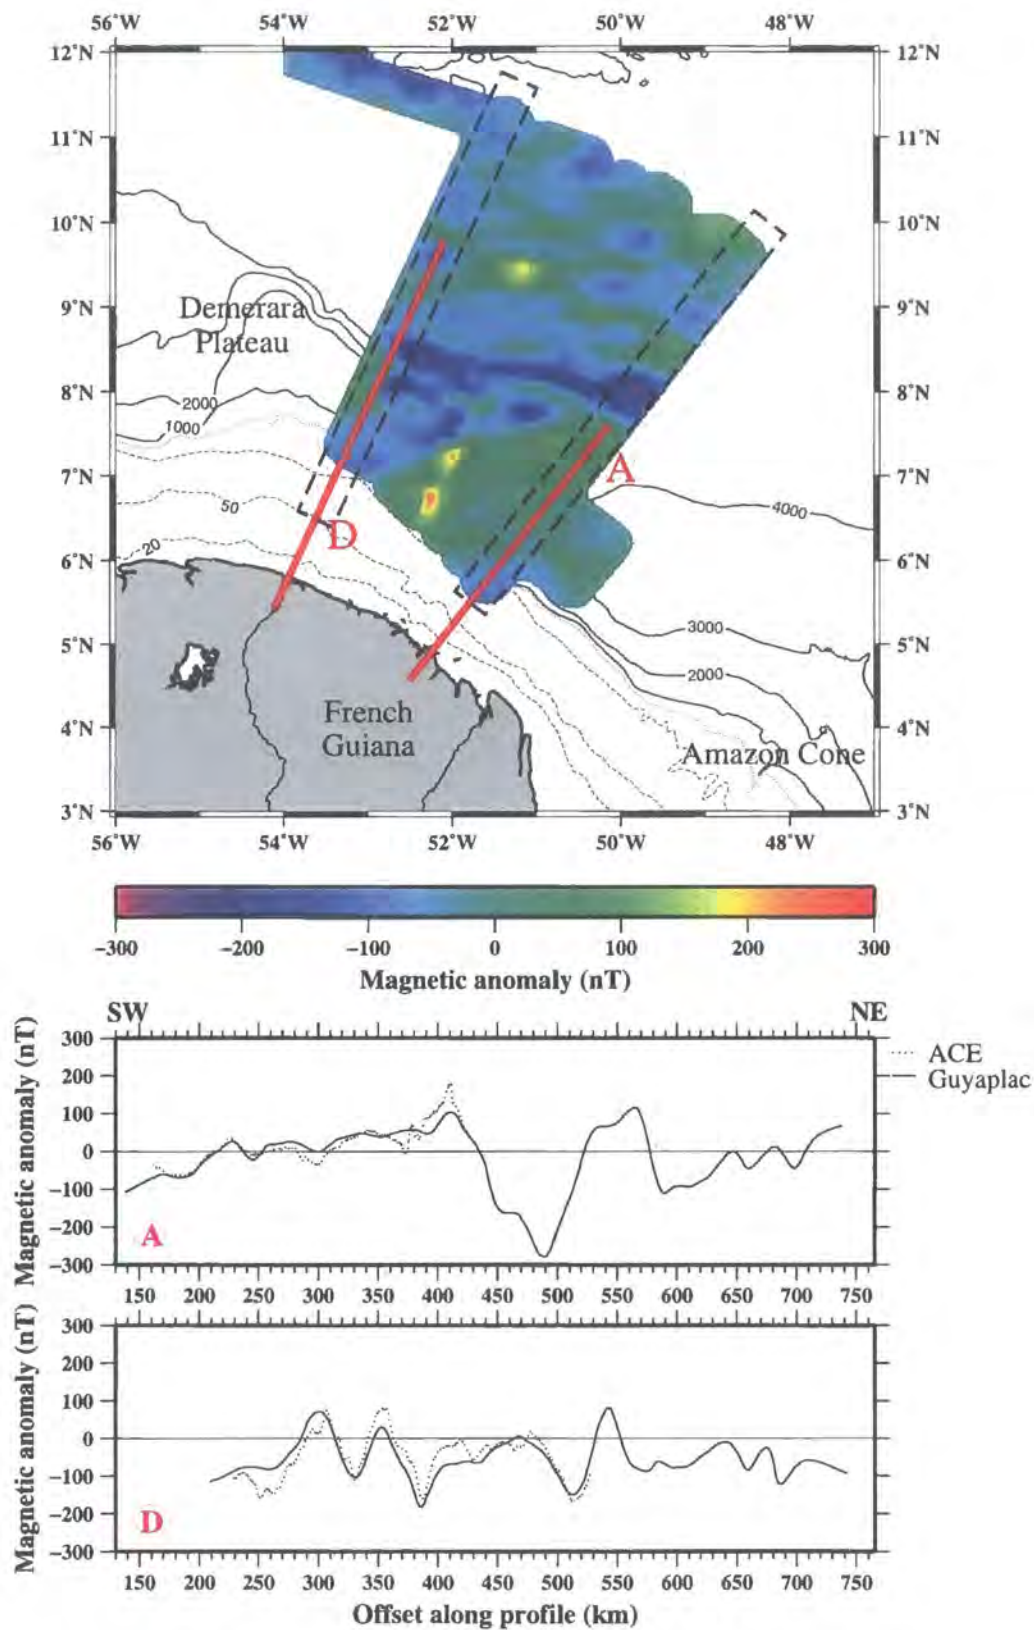 56°W 54°W 52°W 50°W 48°W
12°N 12°N
11°N 11°N
10°N 10°N
9°N 9°N
Demerara
Plateau
8°N 8°N
2000
1000
7°N 7°N
A
4000
50
D
6°N 6°N
20
3000
5°N 5°N
2000
French
Guiana
4°N 4°N
Amazon Cone
3°N 3°N
56°W 54°W 52°W 50°W 48°W
-300 -200 -100 0 100 200 300
Magnetic anomaly (nT)
SW NE
Magnetic anomaly (nT)
300
200
100
0
-100
-200
-300
A
ACE
Guyaplac
150 200 250 300 350 400 450 500 550 600 650 700 750
Magnetic anomaly (nT)
300
200
100
0
-100
-200
-300
D
150 200 250 300 350 400 450 500 550 600 650 700 750
Offset along profile (km)